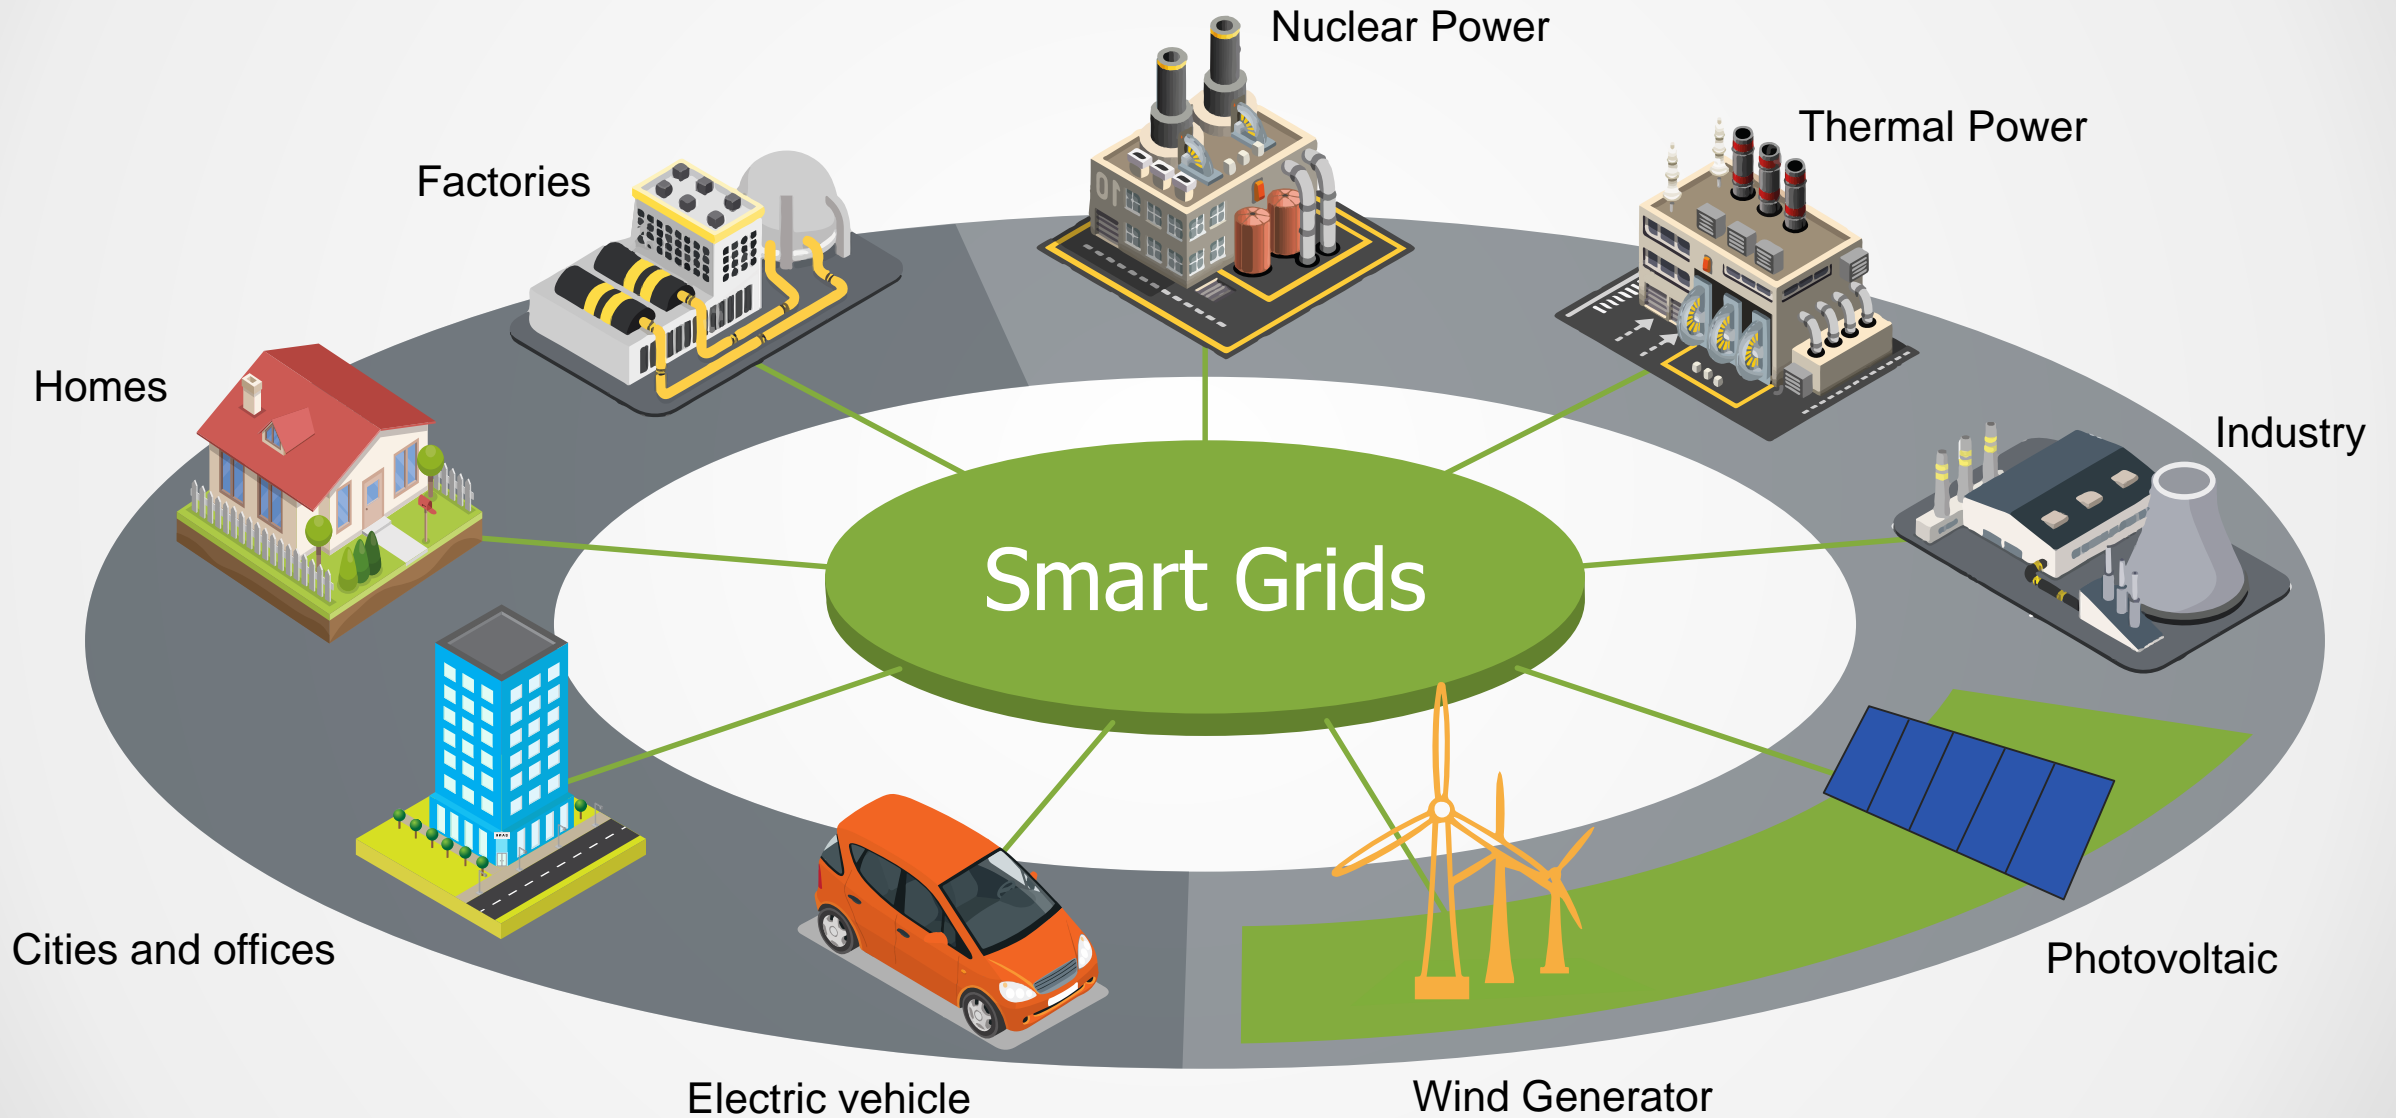 Nuclear Power
Thermal Power
Factories
Homes
Industry
Smart Grids
Cities and offices
Photovoltaic
Electric vehicle
Wind Generator